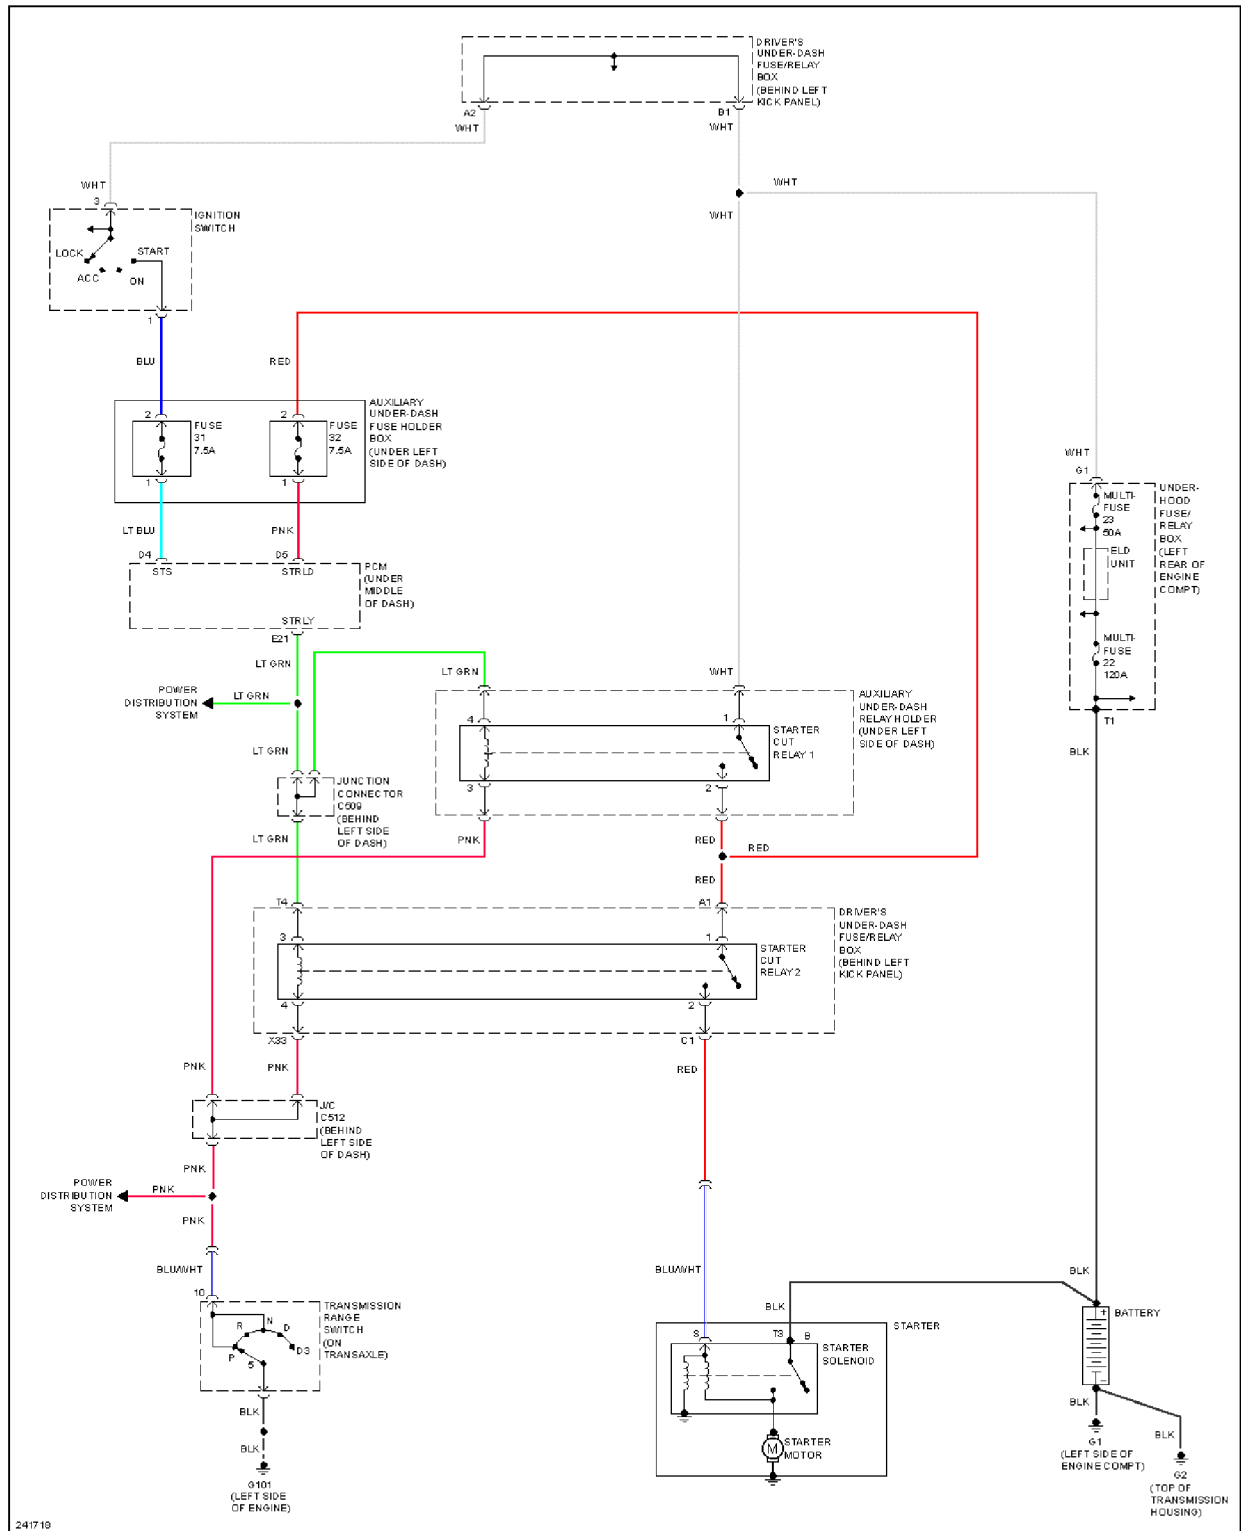 DRIVER'S
UNDER-DASH
FUSE/RELAY
BOX
(BEHIND LEFT
KICK PANEL)
A2
B1
WHT
WHT
WHT
WHT
WHT
3
IGNITION
SWITCH
LOCK
START
ACC
ON
1
BLU
RED
AUXILIARY
UNDER-DASH
FUSE HOLDER
BOX
(UNDER LEFT
SIDE OF DASH)
2
FUSE
31
7.5A
1
2
FUSE
32
7.5A
1
LT BLU
PNK
D4
D5
STS
STRLD
PCM
(UNDER
MIDDLE
OF DASH)
STRLY
E21
LT GRN
WHT
G1
MULTI-
FUSE
23
50A
ELD
UNIT
MULTI-
FUSE
22
120A
T1
UNDER-
HOOD
FUSE/
RELAY
BOX
(LEFT
REAR OF
ENGINE
COMPT)
BLK
POWER
DISTRIBUTION
SYSTEM
LT GRN
LT GRN
LT GRN
WHT
4
1
STARTER
CUT
RELAY 1
3
2
AUXILIARY
UNDER-DASH
RELAY HOLDER
(UNDER LEFT
SIDE OF DASH)
JUNCTION
CONNECTOR
C509
(BEHIND
LEFT SIDE
OF DASH)
LT GRN
PNK
RED
RED
RED
T4
A1
3
1
STARTER
CUT
RELAY 2
4
2
DRIVER'S
UNDER-DASH
FUSE/RELAY
BOX
(BEHIND LEFT
KICK PANEL)
X33
C1
PNK
PNK
RED
J/C
C512
(BEHIND
LEFT SIDE
OF DASH)
PNK
POWER
DISTRIBUTION
SYSTEM
PNK
PNK
BLU/WHT
10
TRANSMISSION
RANGE
SWITCH
(ON
TRANSAXLE)
R
N
D
P
5
D3
BLK
BLK
G101
(LEFT SIDE
OF ENGINE)
BLU/WHT
BLK
BLK
S
T3
B
STARTER
STARTER
SOLENOID
M
STARTER
MOTOR
+
BATTERY
-
BLK
BLK
G1
(LEFT SIDE OF
ENGINE COMPT)
G2
(TOP OF
TRANSMISSION
HOUSING)
241718